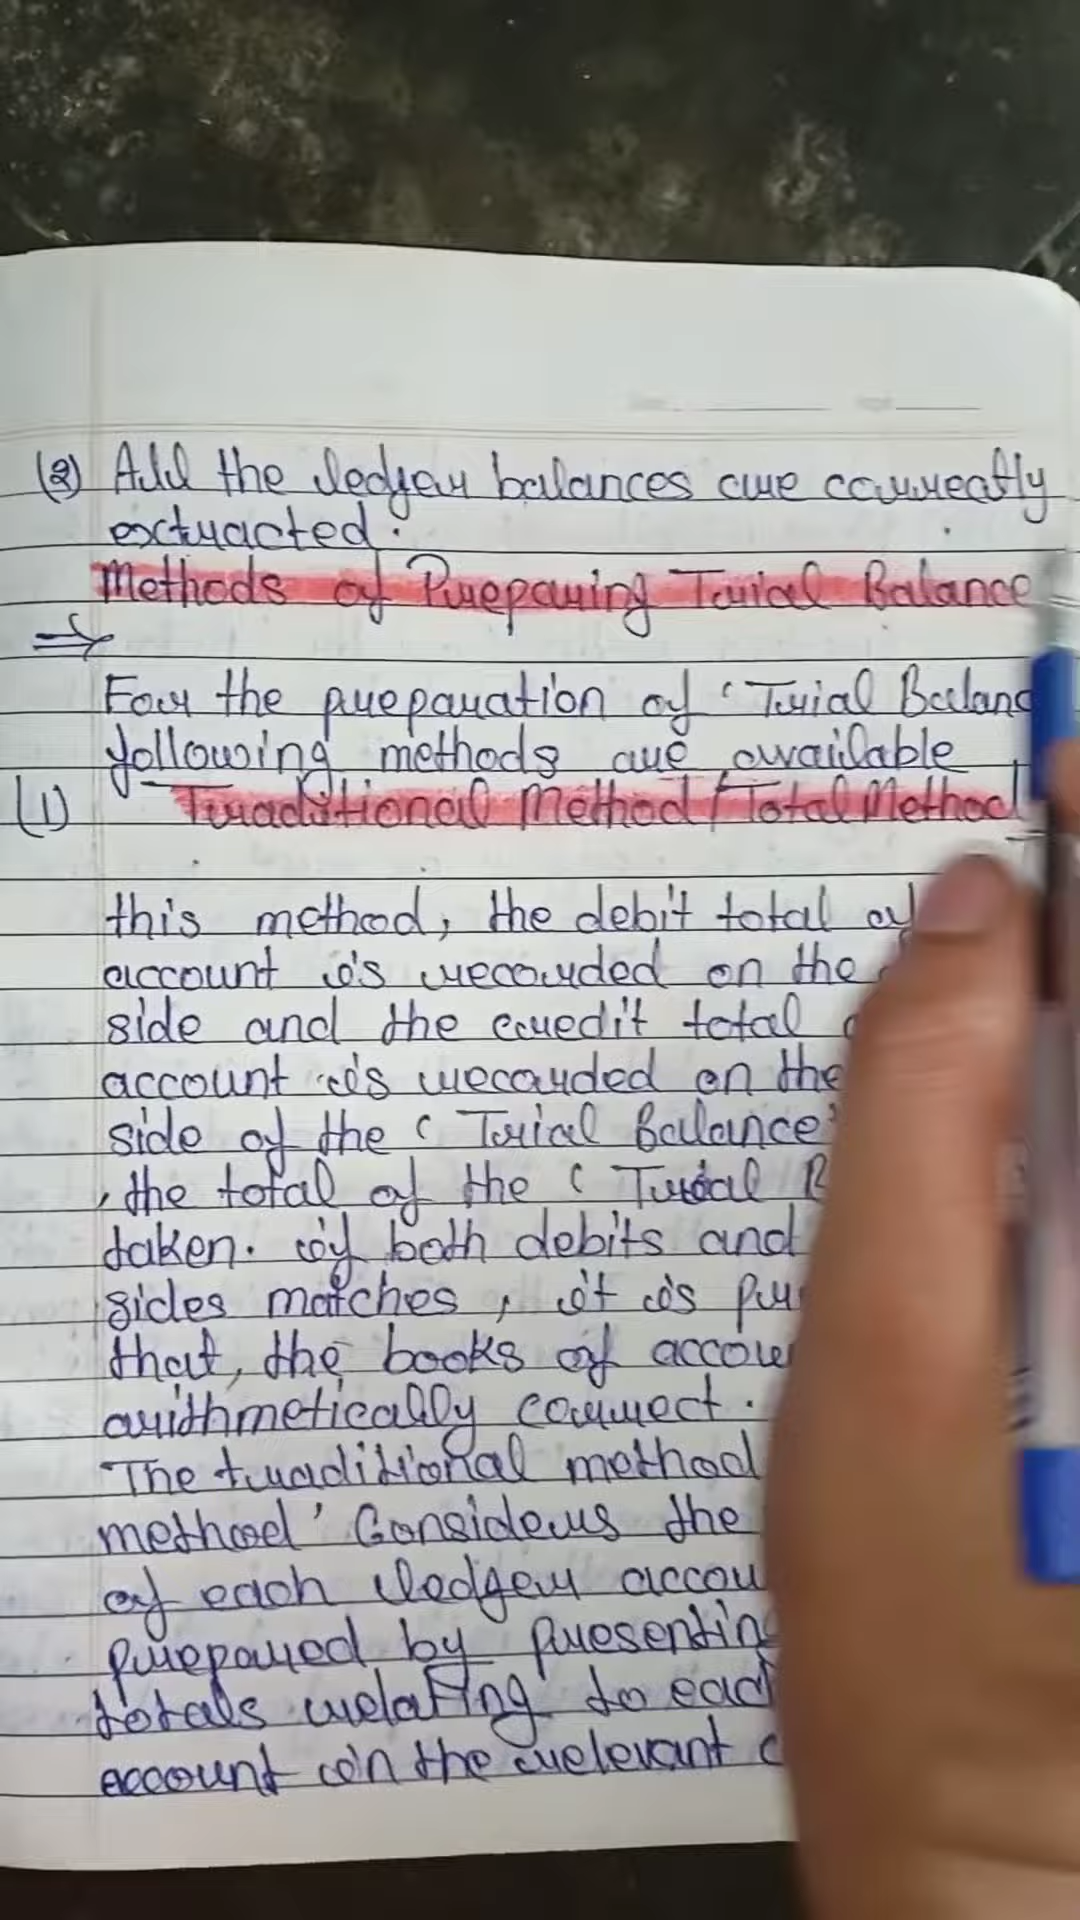 (2) All the ledger balances are correctly
extracted.
Methods of Preparing Trial Balance
For the preparation of 'Trial Balanc
following methods are available
(1) Traditional Method / Total Method
this method, the debit total of
account is recorded on the
side and the credit total
account is recorded on the
side of the ' Trial Balance'
, the total of the ' Trial B
taken. if both debits and
sides matches, it is
that, the books of accou
arithmetically correct.
The traditional method
method' Considers the
of each ledger accou
prepared by presentin
totals relating to eac
account in the relevant c